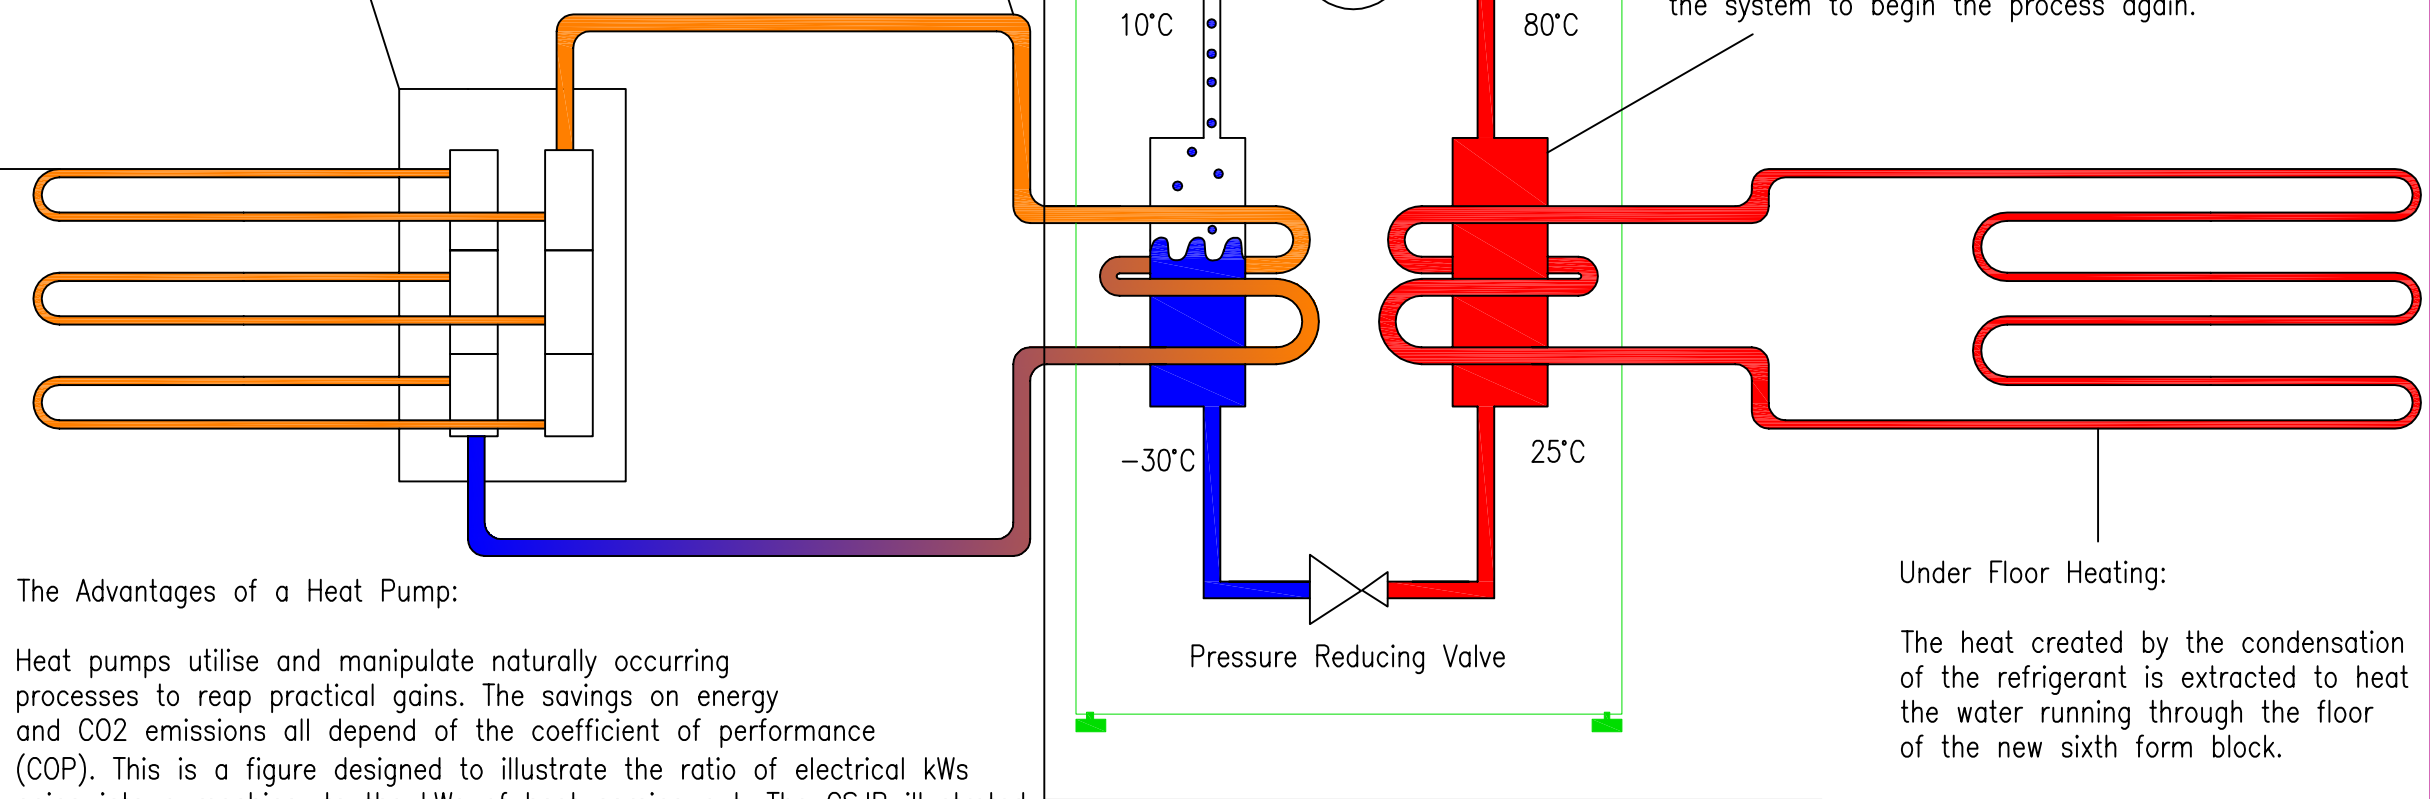 the system to begin the process again.
10°C
80°C
-30°C
25°C
Pressure Reducing Valve
The Advantages of a Heat Pump:
Heat pumps utilise and manipulate naturally occurring
processes to reap practical gains. The savings on energy
and CO2 emissions all depend of the coefficient of performance
(COP). This is a figure designed to illustrate the ratio of electrical kWs
Under Floor Heating:
The heat created by the condensation
of the refrigerant is extracted to heat
the water running through the floor
of the new sixth form block.